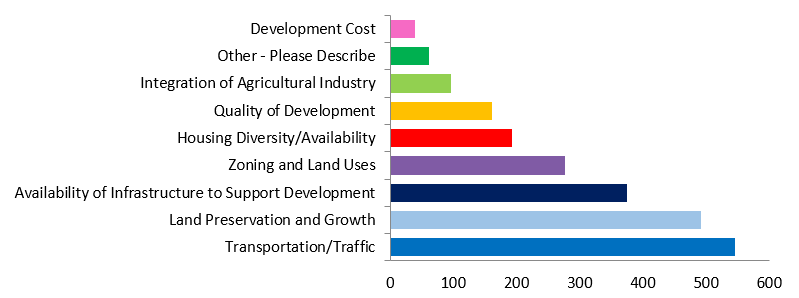 Development Cost
Other - Please Describe
Integration of Agricultural Industry
Quality of Development
Housing Diversity/Availability
Zoning and Land Uses
Availability of Infrastructure to Support Development
Land Preservation and Growth
Transportation/Traffic
0 100 200 300 400 500 600